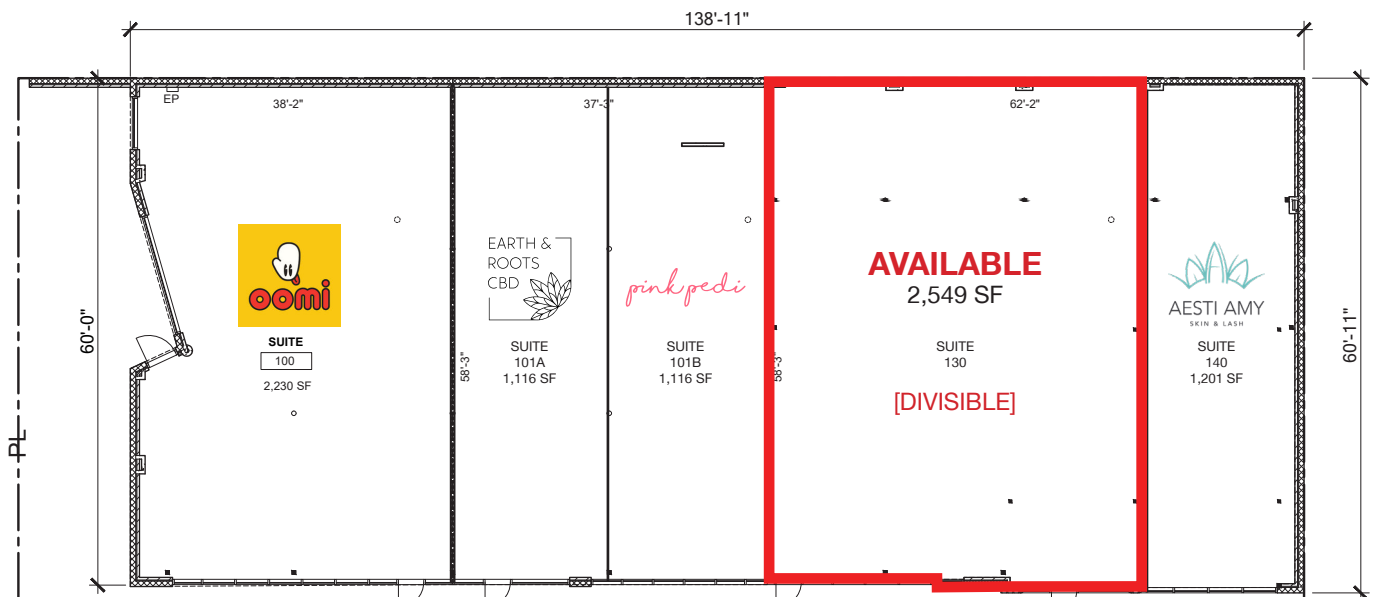 138'-11"
EP
38'-2"
37'-3"
62'-2"
60'-0"
60'-11"
PL
oomi
SUITE
100
2,230 SF
58'-3"
EARTH &
ROOTS
CBD
SUITE
101A
1,116 SF
pink pedi
SUITE
101B
1,116 SF
58'-3"
AVAILABLE
2,549 SF
SUITE
130
[DIVISIBLE]
AESTI AMY
SKIN & LASH
SUITE
140
1,201 SF